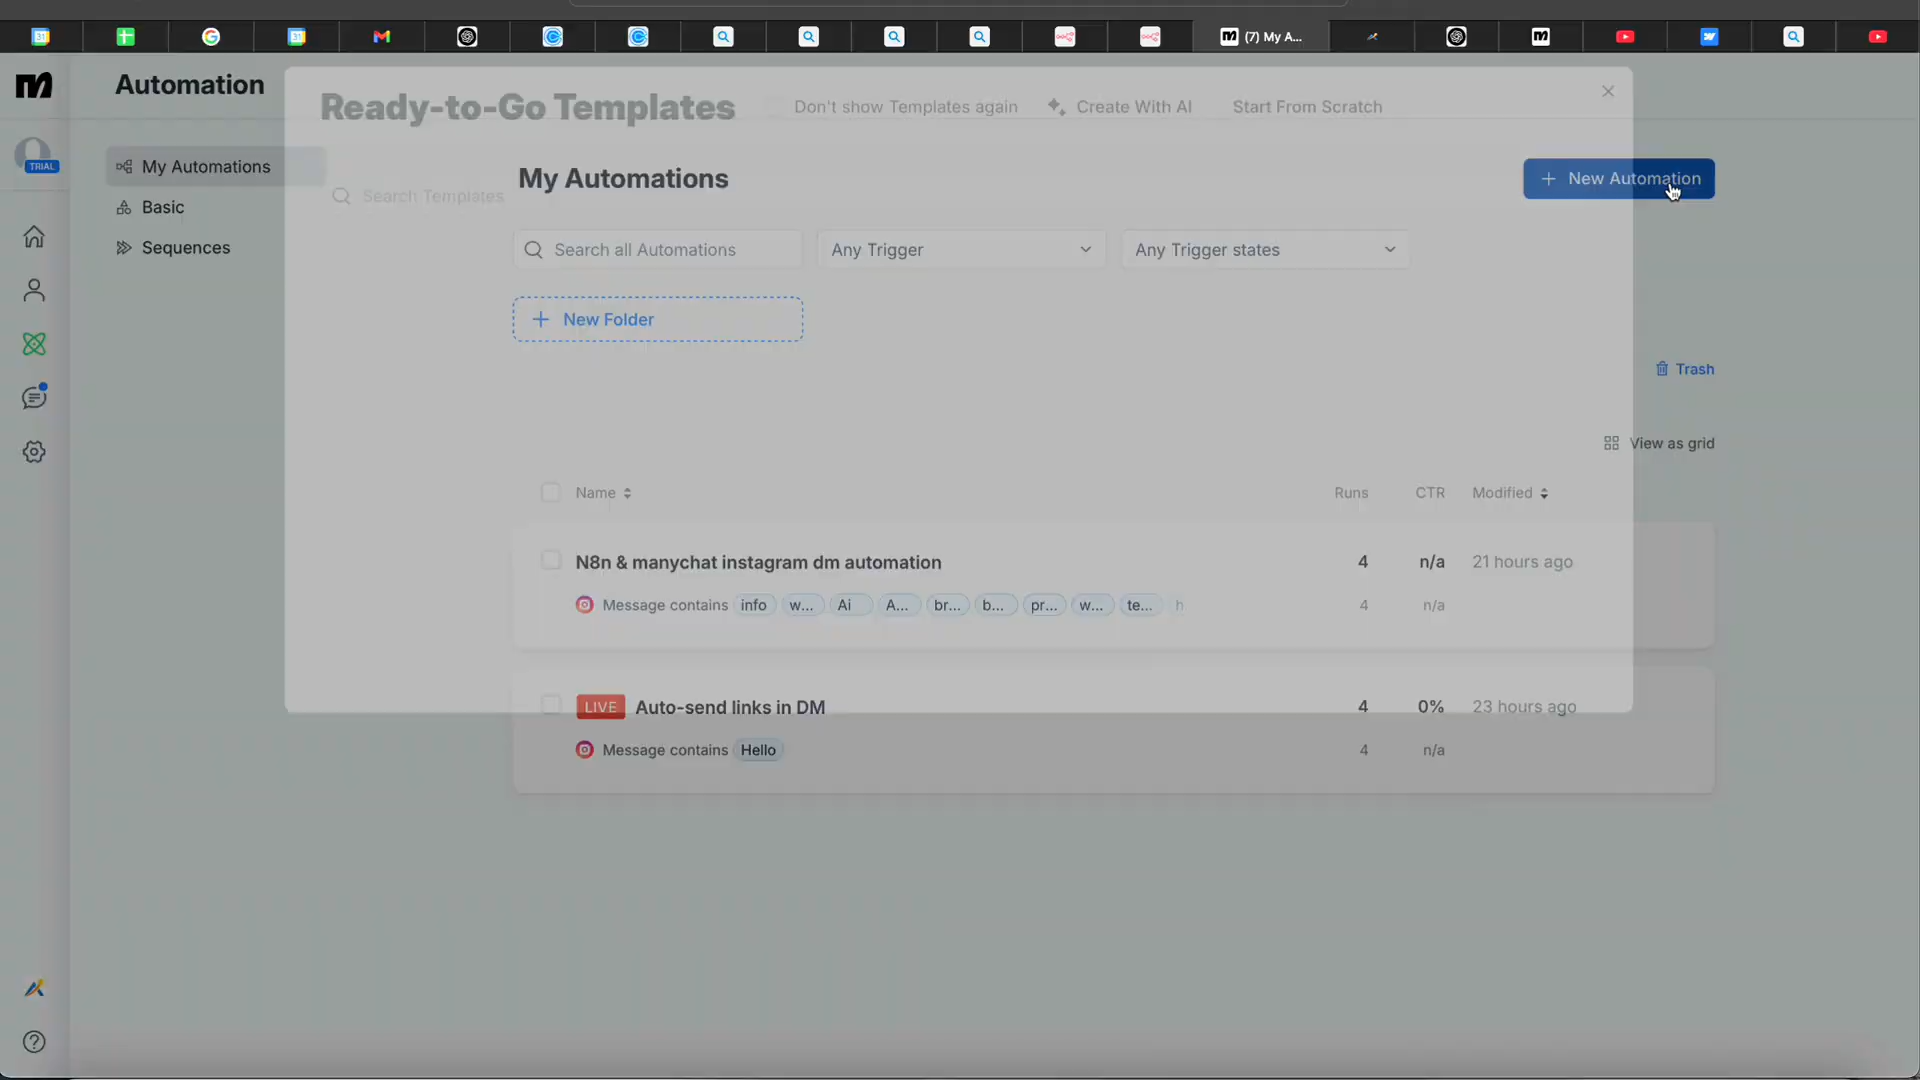 (7) My A...
Automation
TRIAL
My Automations
Basic
Sequences
Ready-to-Go Templates
Don't show Templates again
Create With AI
Start From Scratch
Search Templates
My Automations
+ New Automation
Search all Automations
Any Trigger
Any Trigger states
+ New Folder
Trash
View as grid
Name
Runs
CTR
Modified
N8n & manychat instagram dm automation
4
n/a
21 hours ago
Message contains info w... Ai A... br... b... pr... w... te... h
4
n/a
LIVE Auto-send links in DM
4
0%
23 hours ago
Message contains Hello
4
n/a